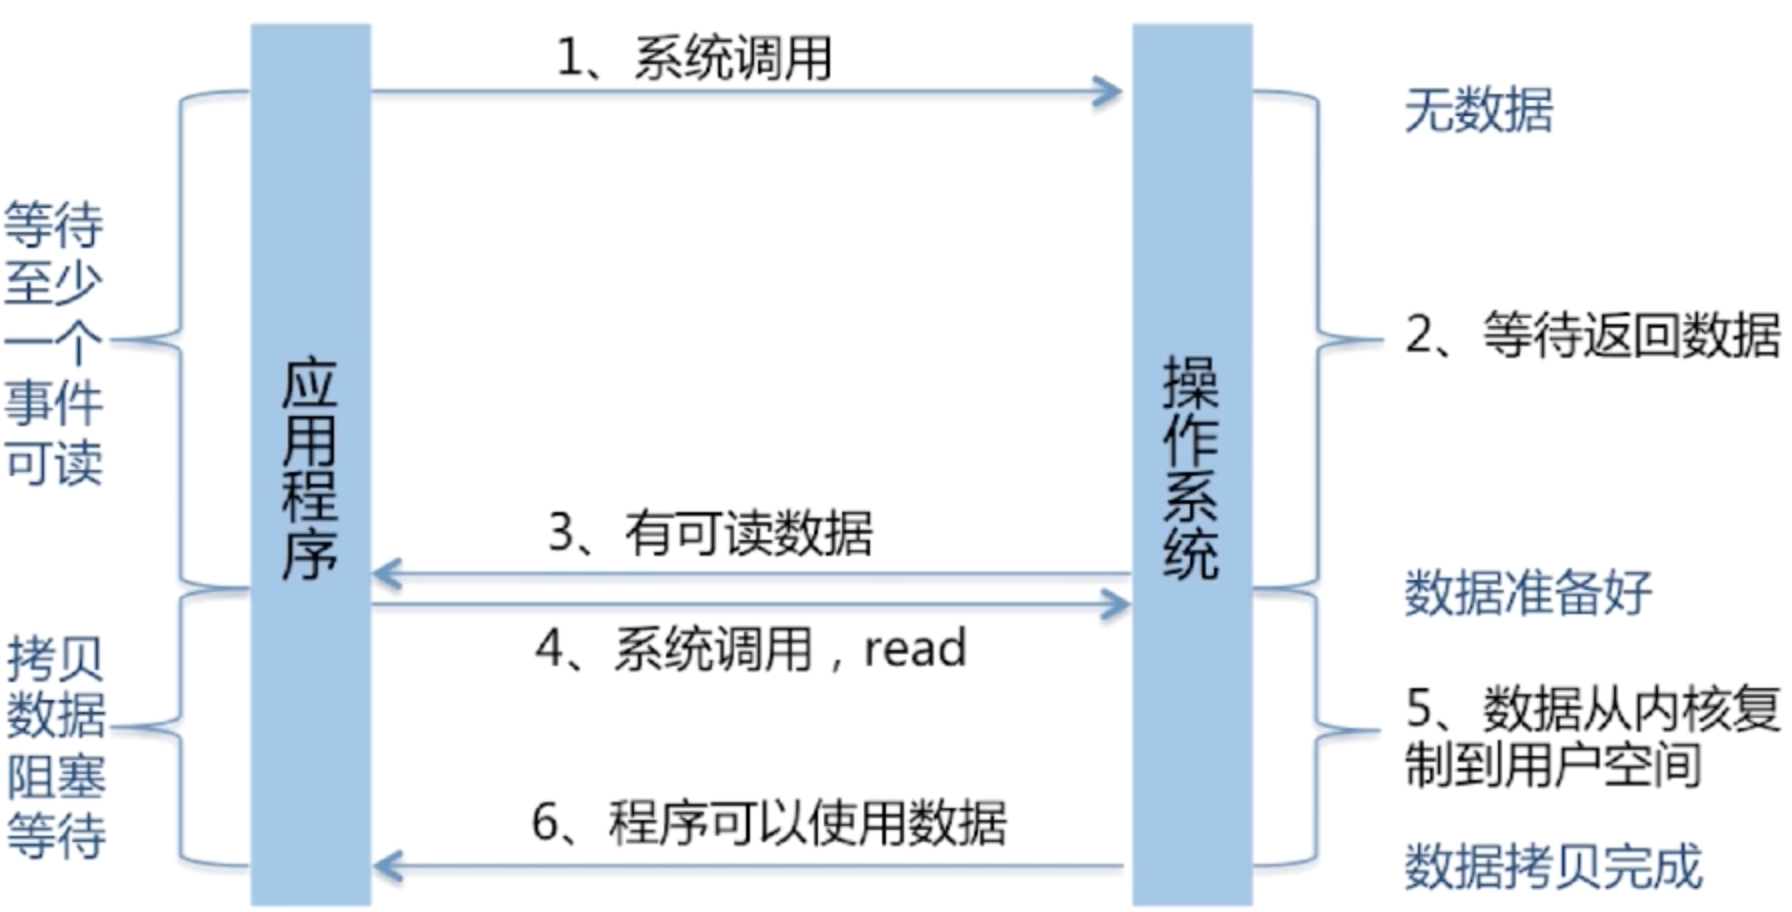 1、系统调用
无数据
等待
至少
一个
事件
可读
2、等待返回数据
应用程序
操作系统
3、有可读数据
数据准备好
4、系统调用，read
拷贝
数据
阻塞
等待
5、数据从内核复
制到用户空间
6、程序可以使用数据
数据拷贝完成